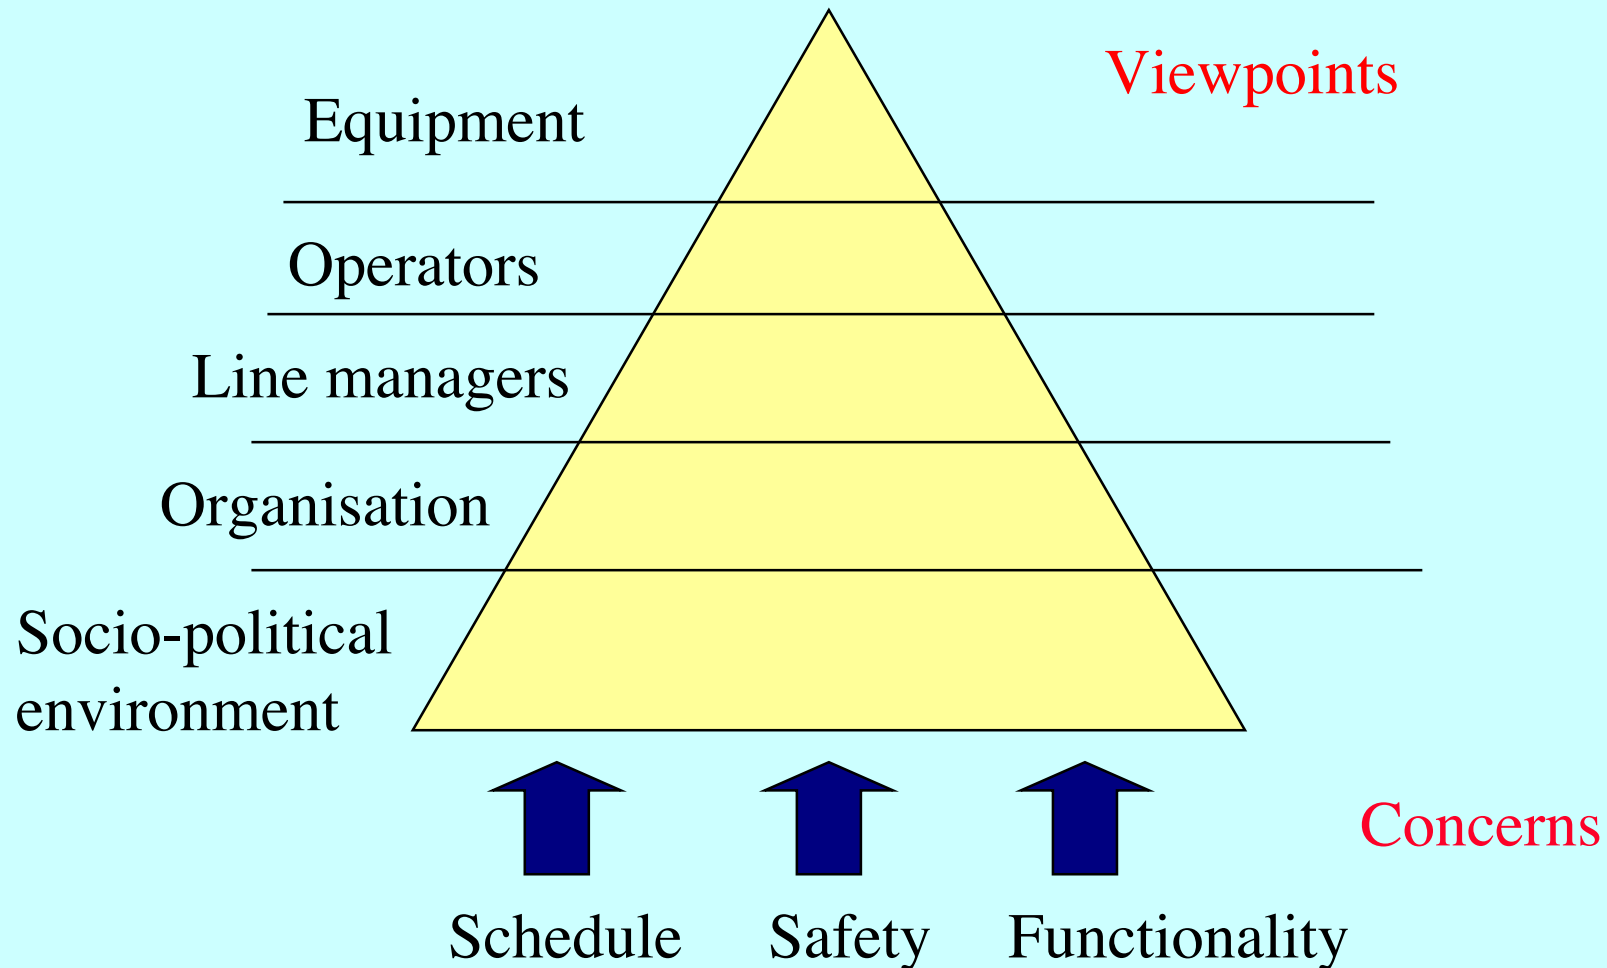 Viewpoints
Equipment
Operators
Line managers
Organisation
Socio-political
environment
Concerns
Schedule Safety Functionality